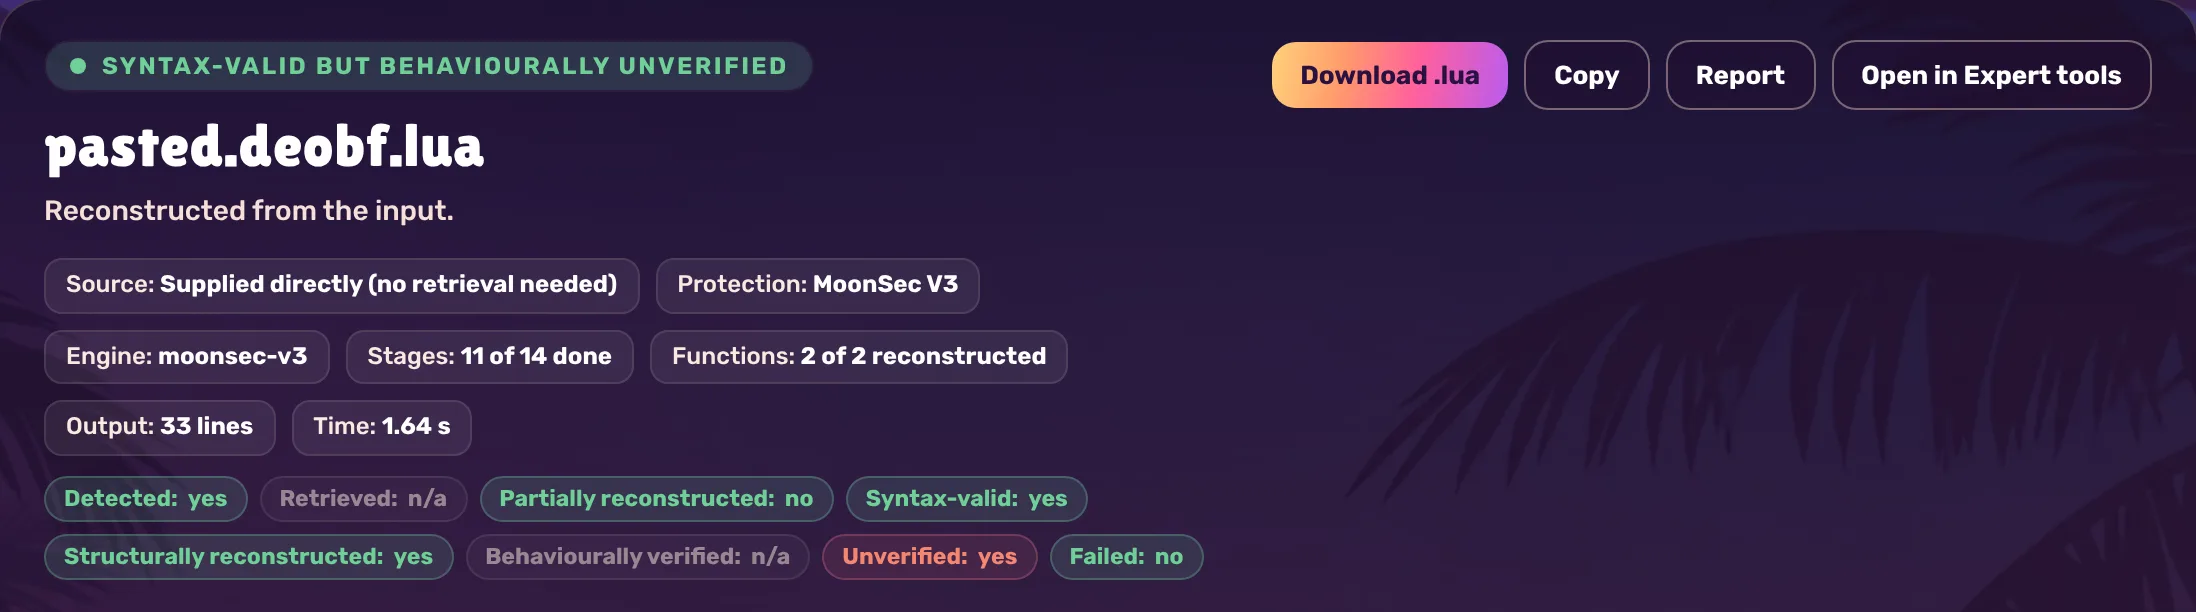 SYNTAX-VALID BUT BEHAVIOURALLY UNVERIFIED
Download .lua
Copy
Report
Open in Expert tools
pasted.deobf.lua
Reconstructed from the input.
Source: Supplied directly (no retrieval needed)
Protection: MoonSec V3
Engine: moonsec-v3
Stages: 11 of 14 done
Functions: 2 of 2 reconstructed
Output: 33 lines
Time: 1.64 s
Detected: yes
Retrieved: n/a
Partially reconstructed: no
Syntax-valid: yes
Structurally reconstructed: yes
Behaviourally verified: n/a
Unverified: yes
Failed: no